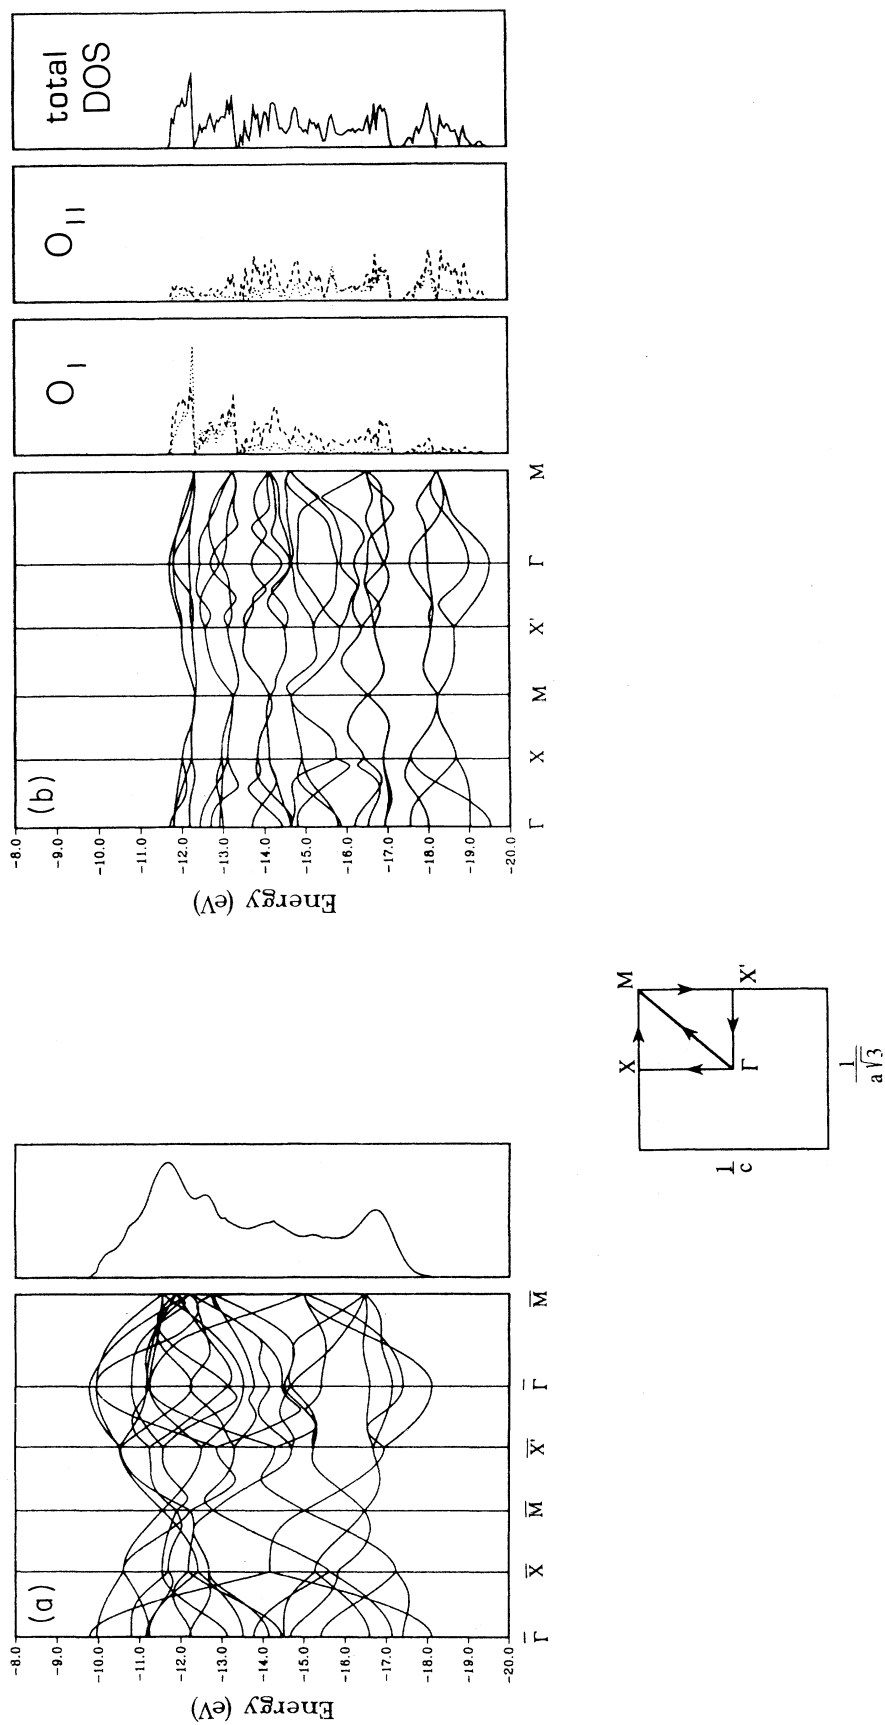 (a)
Energy (eV)
-8.0
-9.0
-10.0
-11.0
-12.0
-13.0
-14.0
-15.0
-16.0
-17.0
-18.0
-19.0
-20.0
Γ̅ X̅ M̅ X̅' Γ̅ M̅
(b)
Energy (eV)
-8.0
-9.0
-10.0
-11.0
-12.0
-13.0
-14.0
-15.0
-16.0
-17.0
-18.0
-19.0
-20.0
Γ X M X' Γ M
O I
O II
total
DOS
X M
Γ X'
1/c
1/a√3